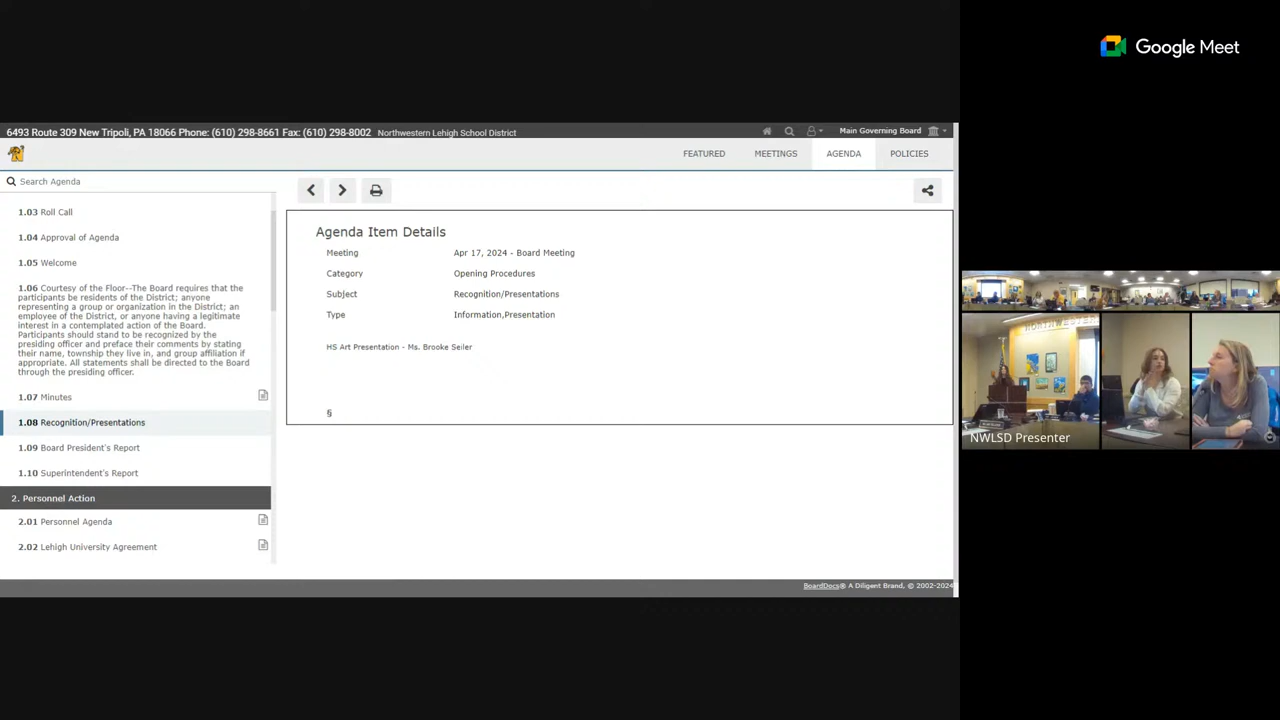 Google Meet
6493 Route 309 New Tripoli, PA 18066 Phone: (610) 298-8661 Fax: (610) 298-8002 Northwestern Lehigh School District
Main Governing Board
FEATURED MEETINGS AGENDA POLICIES
Search Agenda
1.03 Roll Call
1.04 Approval of Agenda
1.05 Welcome
1.06 Courtesy of the Floor--The Board requires that the
participants be residents of the District; anyone
representing a group or organization in the District; an
employee of the District, or anyone having a legitimate
interest in a contemplated action of the Board.
Participants should stand to be recognized by the
presiding officer and preface their comments by stating
their name, township they live in, and group affiliation if
appropriate. All statements shall be directed to the Board
through the presiding officer.
1.07 Minutes
1.08 Recognition/Presentations
1.09 Board President's Report
1.10 Superintendent's Report
2. Personnel Action
2.01 Personnel Agenda
2.02 Lehigh University Agreement
Agenda Item Details
Meeting Apr 17, 2024 - Board Meeting
Category Opening Procedures
Subject Recognition/Presentations
Type Information,Presentation
HS Art Presentation - Ms. Brooke Seiler
§
BoardDocs® A Diligent Brand, © 2002-2024
NORTHWESTER
NWLSD Presenter